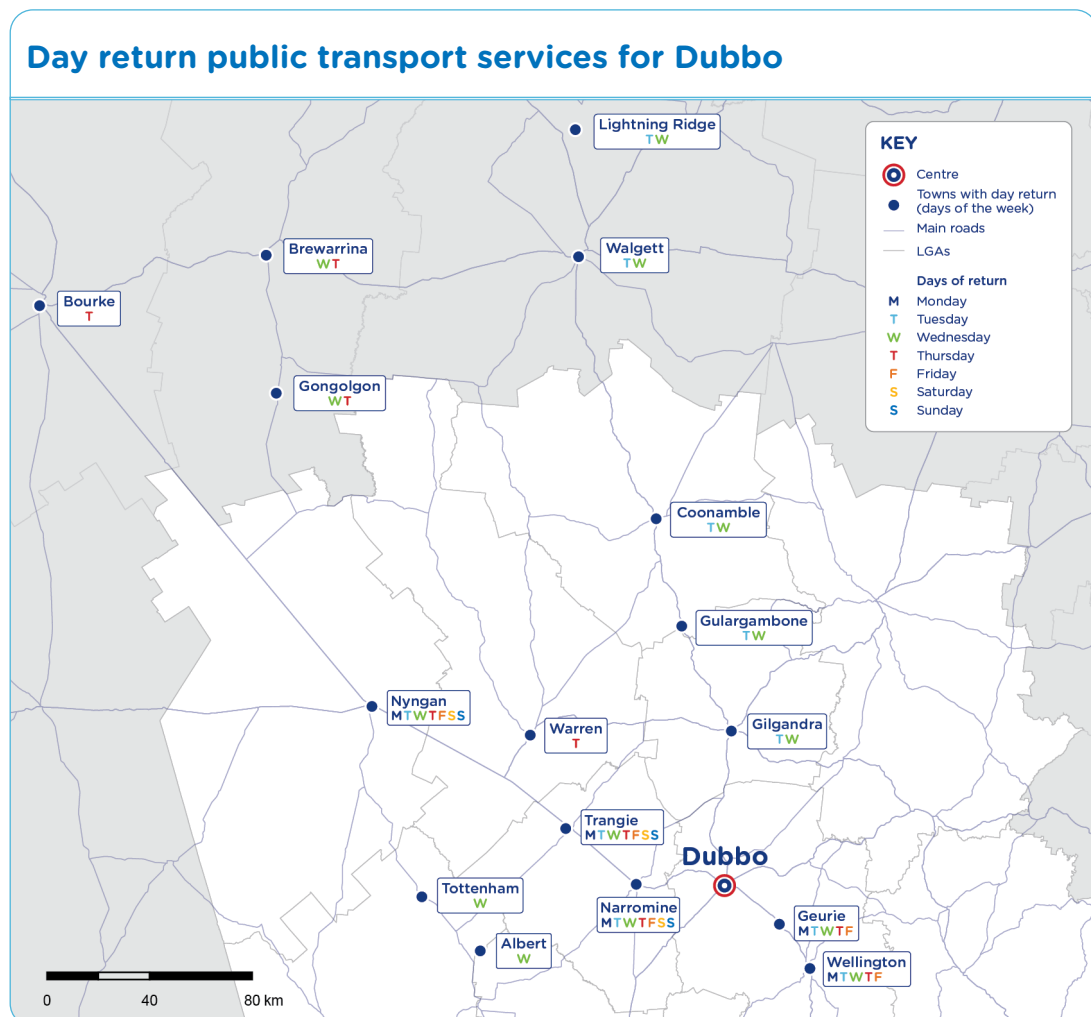 Day return public transport services for Dubbo
Lightning Ridge
TW
KEY
Centre
Towns with day return
(days of the week)
Main roads
LGAs
Days of return
M Monday
T Tuesday
W Wednesday
T Thursday
F Friday
S Saturday
S Sunday
Brewarrina
WT
Walgett
TW
Bourke
T
Gongolgon
WT
Coonamble
TW
Gulargambone
TW
Nyngan
MTWTFSS
Warren
T
Gilgandra
TW
Trangie
MTWTFSS
Dubbo
Tottenham
W
Narromine
MTWTFSS
Geurie
MTWTF
Albert
W
Wellington
MTWTF
0 40 80 km